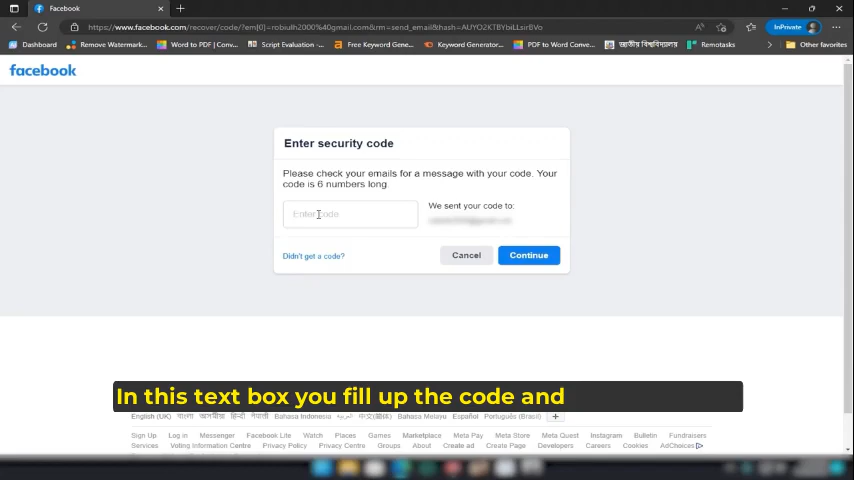 Facebook
https://www.facebook.com/recover/code/?em[0]=robiulh2000%40gmail.com&rm=send_email&hash=AUYO2KTBYbiLLsirBVo
InPrivate
Dashboard
Remove Watermark...
Word to PDF | Conv...
Script Evaluation -...
Free Keyword Gene...
Keyword Generator...
PDF to Word Conve...
জাতীয় বিশ্ববিদ্যালয়
Remotasks
Other favorites
facebook
Enter security code
Please check your emails for a message with your code. Your
code is 6 numbers long.
Enter code
We sent your code to:
Didn't get a code?
Cancel
Continue
In this text box you fill up the code and
English (UK) বাংলা অসমীয়া हिन्दी नेपाली Bahasa Indonesia العربية 中文(简体) Bahasa Melayu Español Português (Brasil)
Sign Up Log in Messenger Facebook Lite Watch Places Games Marketplace Meta Pay Meta Store Meta Quest Instagram Bulletin Fundraisers
Services Voting Information Centre Privacy Policy Privacy Centre Groups About Create ad Create Page Developers Careers Cookies AdChoices